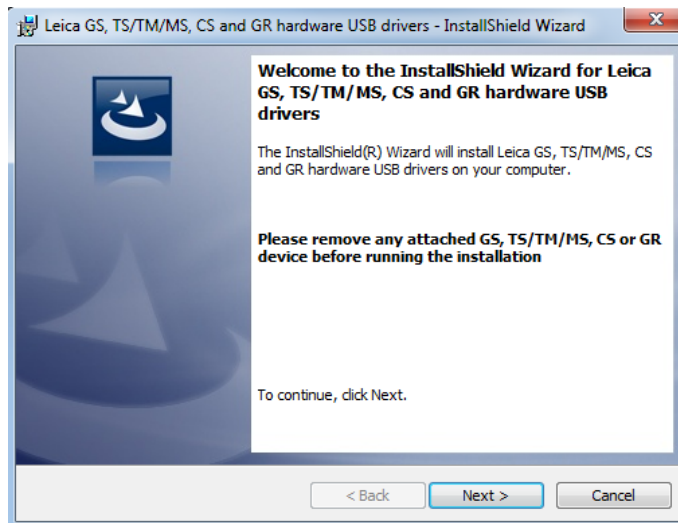 Leica GS, TS/TM/MS, CS and GR hardware USB drivers - InstallShield Wizard
X
Welcome to the InstallShield Wizard for Leica
GS, TS/TM/MS, CS and GR hardware USB
drivers
The InstallShield(R) Wizard will install Leica GS, TS/TM/MS, CS
and GR hardware USB drivers on your computer.
Please remove any attached GS, TS/TM/MS, CS or GR
device before running the installation
To continue, click Next.
< Back Next > Cancel